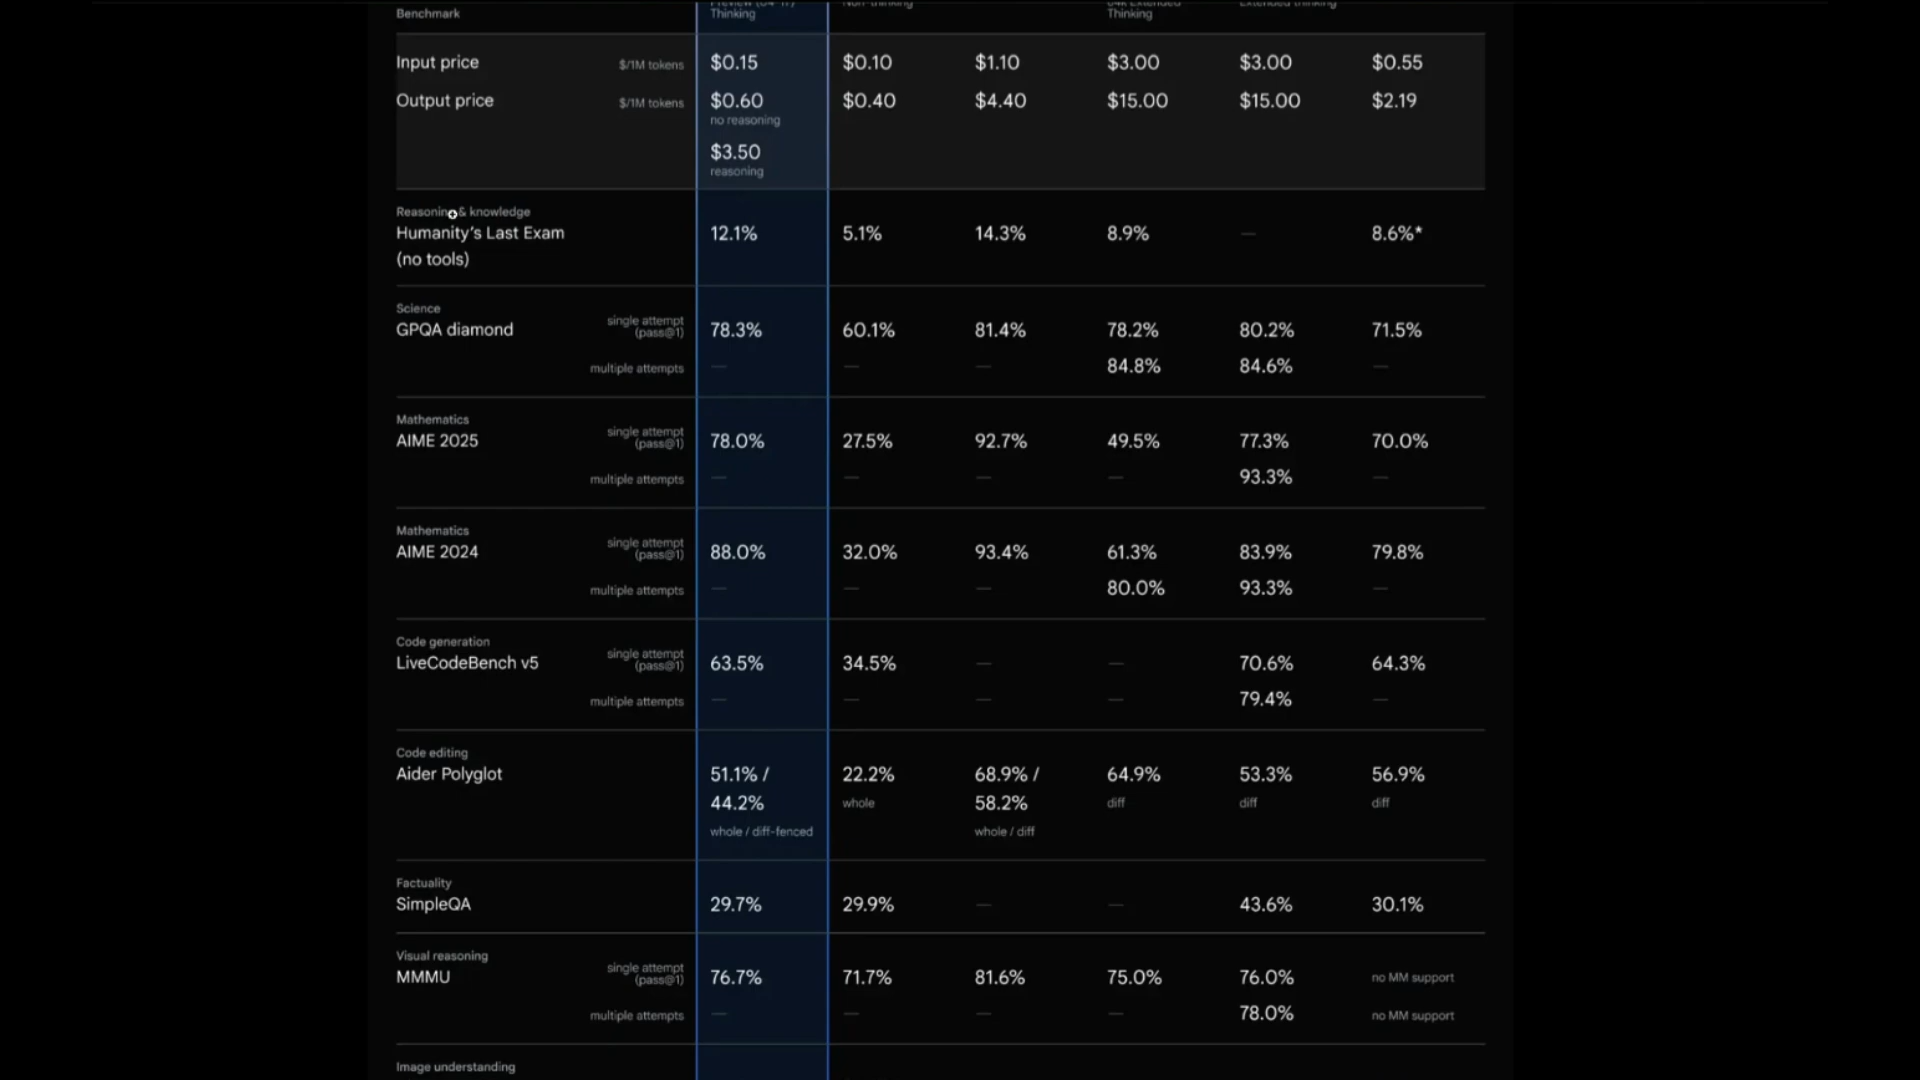 Benchmark Thinking Thinking
Input price $/1M tokens $0.15 $0.10 $1.10 $3.00 $3.00 $0.55
Output price $/1M tokens $0.60 $0.40 $4.40 $15.00 $15.00 $2.19
no reasoning
$3.50
reasoning
Reasoning & knowledge
Humanity's Last Exam 12.1% 5.1% 14.3% 8.9% — 8.6%*
(no tools)
Science
GPQA diamond single attempt (pass@1) 78.3% 60.1% 81.4% 78.2% 80.2% 71.5%
multiple attempts — — — 84.8% 84.6% —
Mathematics
AIME 2025 single attempt (pass@1) 78.0% 27.5% 92.7% 49.5% 77.3% 70.0%
multiple attempts — — — — 93.3% —
Mathematics
AIME 2024 single attempt (pass@1) 88.0% 32.0% 93.4% 61.3% 83.9% 79.8%
multiple attempts — — — 80.0% 93.3% —
Code generation
LiveCodeBench v5 single attempt (pass@1) 63.5% 34.5% — — 70.6% 64.3%
multiple attempts — — — — 79.4% —
Code editing
Aider Polyglot 51.1% / 22.2% 68.9% / 64.9% 53.3% 56.9%
44.2% whole 58.2% diff diff diff
whole / diff-fenced whole / diff
Factuality
SimpleQA 29.7% 29.9% — — 43.6% 30.1%
Visual reasoning
MMMU single attempt (pass@1) 76.7% 71.7% 81.6% 75.0% 76.0% no MM support
multiple attempts — — — — 78.0% no MM support
Image understanding